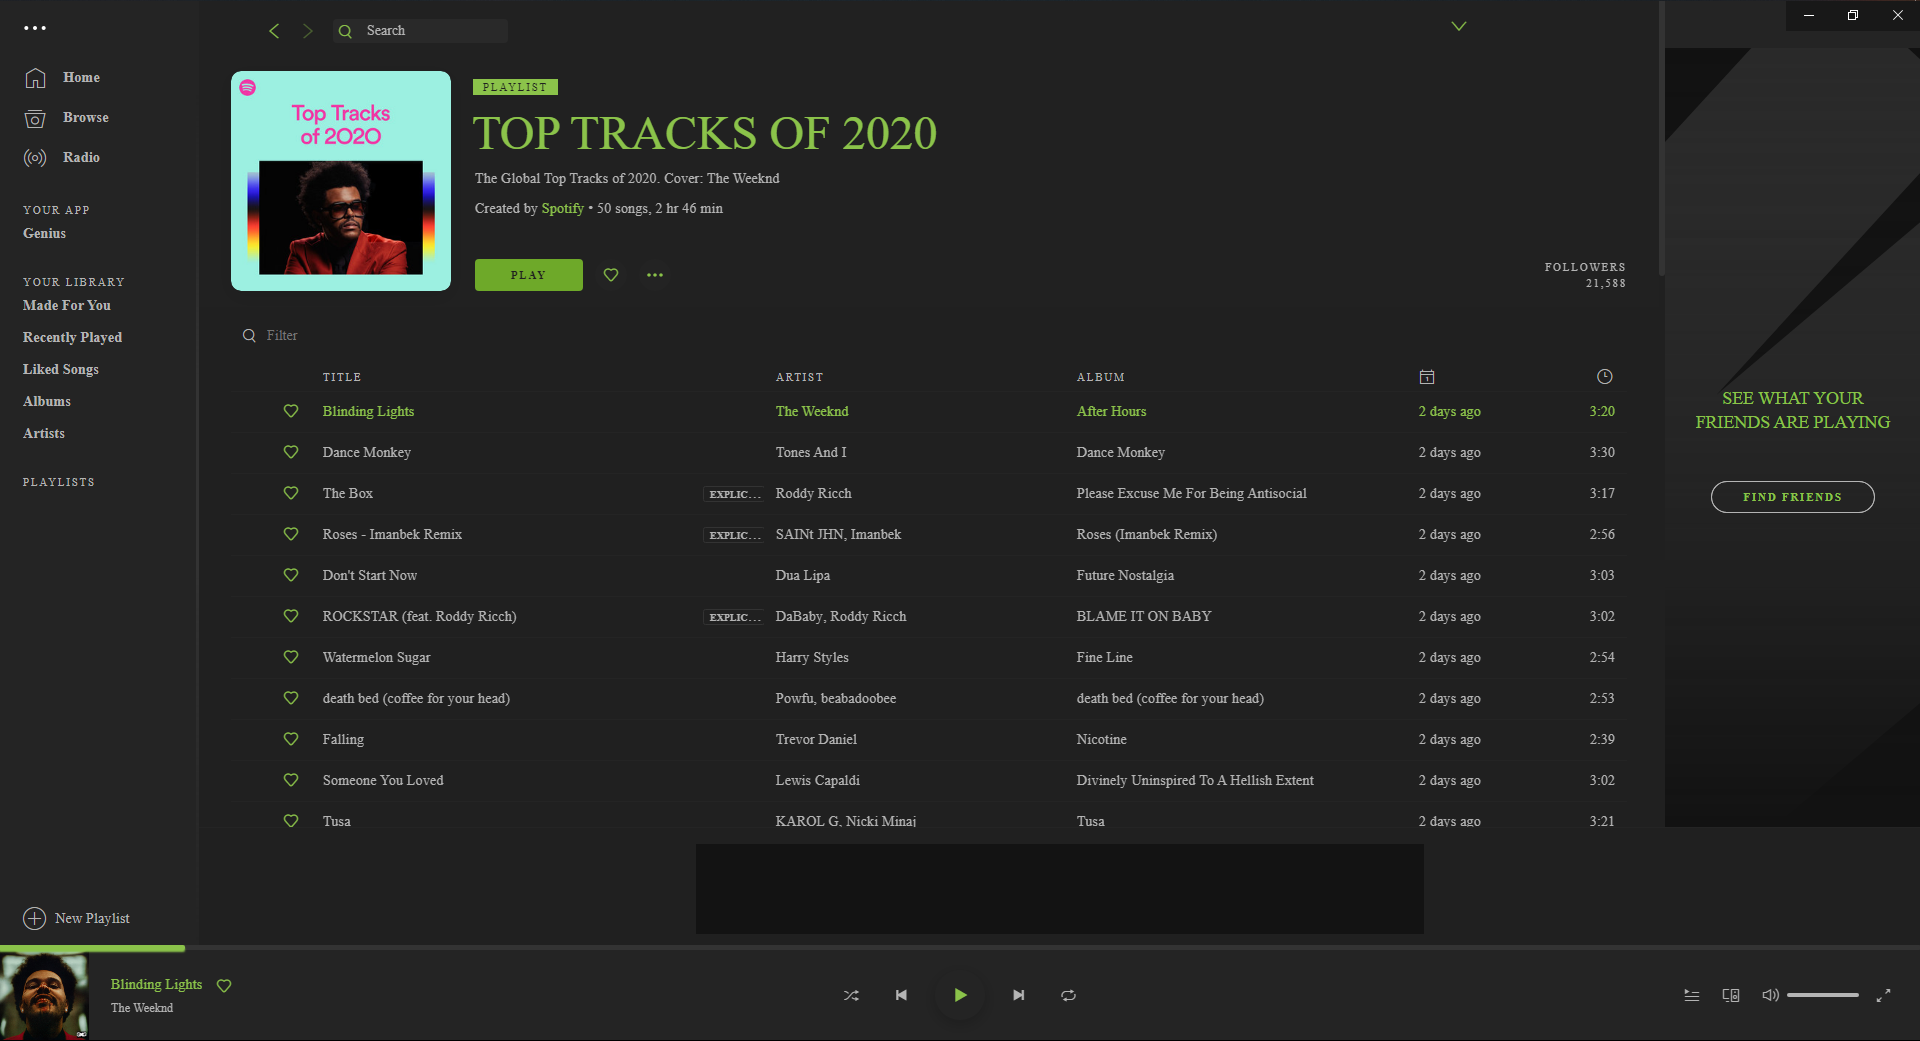 Search
Home
Browse
Radio
YOUR APP
Genius
YOUR LIBRARY
Made For You
Recently Played
Liked Songs
Albums
Artists
PLAYLISTS
New Playlist
Top Tracks
of 2020
PLAYLIST
TOP TRACKS OF 2020
The Global Top Tracks of 2020. Cover: The Weeknd
Created by Spotify • 50 songs, 2 hr 46 min
PLAY
FOLLOWERS
21,588
Filter
TITLE ARTIST ALBUM
Blinding Lights The Weeknd After Hours 2 days ago 3:20
Dance Monkey Tones And I Dance Monkey 2 days ago 3:30
The Box EXPLIC... Roddy Ricch Please Excuse Me For Being Antisocial 2 days ago 3:17
Roses - Imanbek Remix EXPLIC... SAINt JHN, Imanbek Roses (Imanbek Remix) 2 days ago 2:56
Don't Start Now Dua Lipa Future Nostalgia 2 days ago 3:03
ROCKSTAR (feat. Roddy Ricch) EXPLIC... DaBaby, Roddy Ricch BLAME IT ON BABY 2 days ago 3:02
Watermelon Sugar Harry Styles Fine Line 2 days ago 2:54
death bed (coffee for your head) Powfu, beabadoobee death bed (coffee for your head) 2 days ago 2:53
Falling Trevor Daniel Nicotine 2 days ago 2:39
Someone You Loved Lewis Capaldi Divinely Uninspired To A Hellish Extent 2 days ago 3:02
Tusa KAROL G, Nicki Minaj Tusa 2 days ago 3:21
SEE WHAT YOUR
FRIENDS ARE PLAYING
FIND FRIENDS
Blinding Lights
The Weeknd